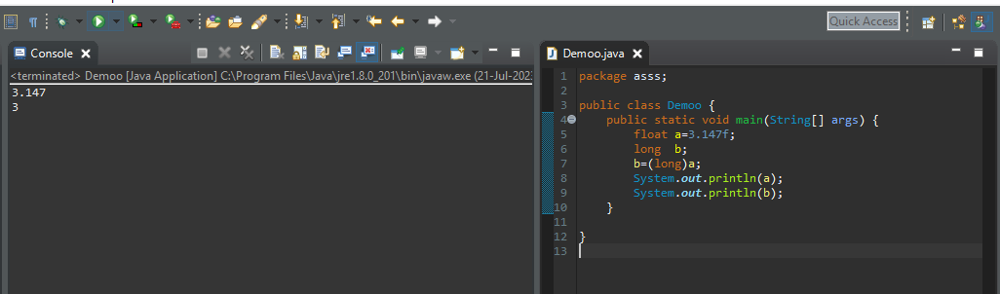 Quick Access
Console
<terminated> Demoo [Java Application] C:\Program Files\Java\jre1.8.0_201\bin\javaw.exe (21-Jul-202
3.147
3
Demoo.java
1 package asss;
2
3 public class Demoo {
4 public static void main(String[] args) {
5 float a=3.147f;
6 long b;
7 b=(long)a;
8 System.out.println(a);
9 System.out.println(b);
10 }
11
12 }
13